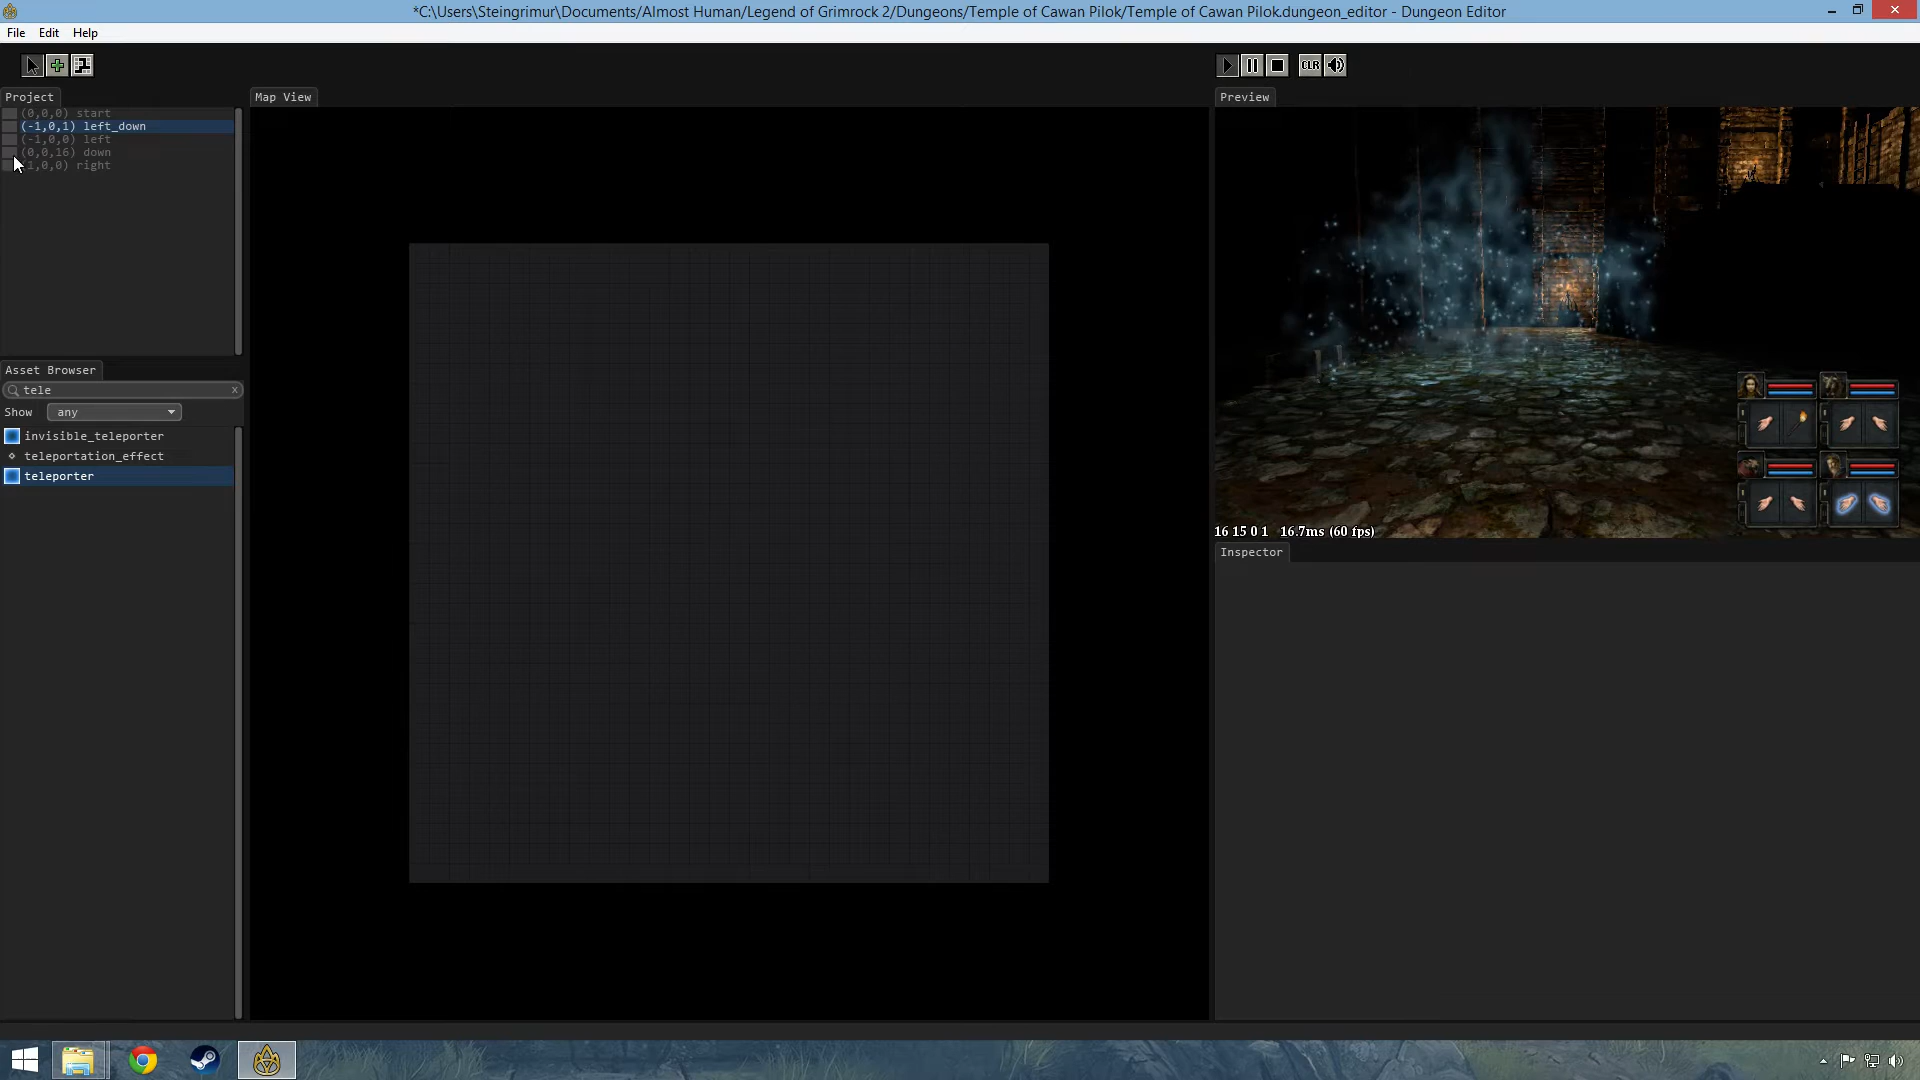 *C:\Users\Steingrimur\Documents/Almost Human/Legend of Grimrock 2/Dungeons/Temple of Cawan Pilok/Temple of Cawan Pilok.dungeon_editor - Dungeon Editor
File Edit Help
CLR
Project
Map View
Preview
(0,0,0) start
(-1,0,1) left_down
(-1,0,0) left
(0,0,16) down
1,0,0) right
Asset Browser
tele
Show any
invisible_teleporter
teleportation_effect
teleporter
16 15 0 1 16.7ms (60 fps)
Inspector